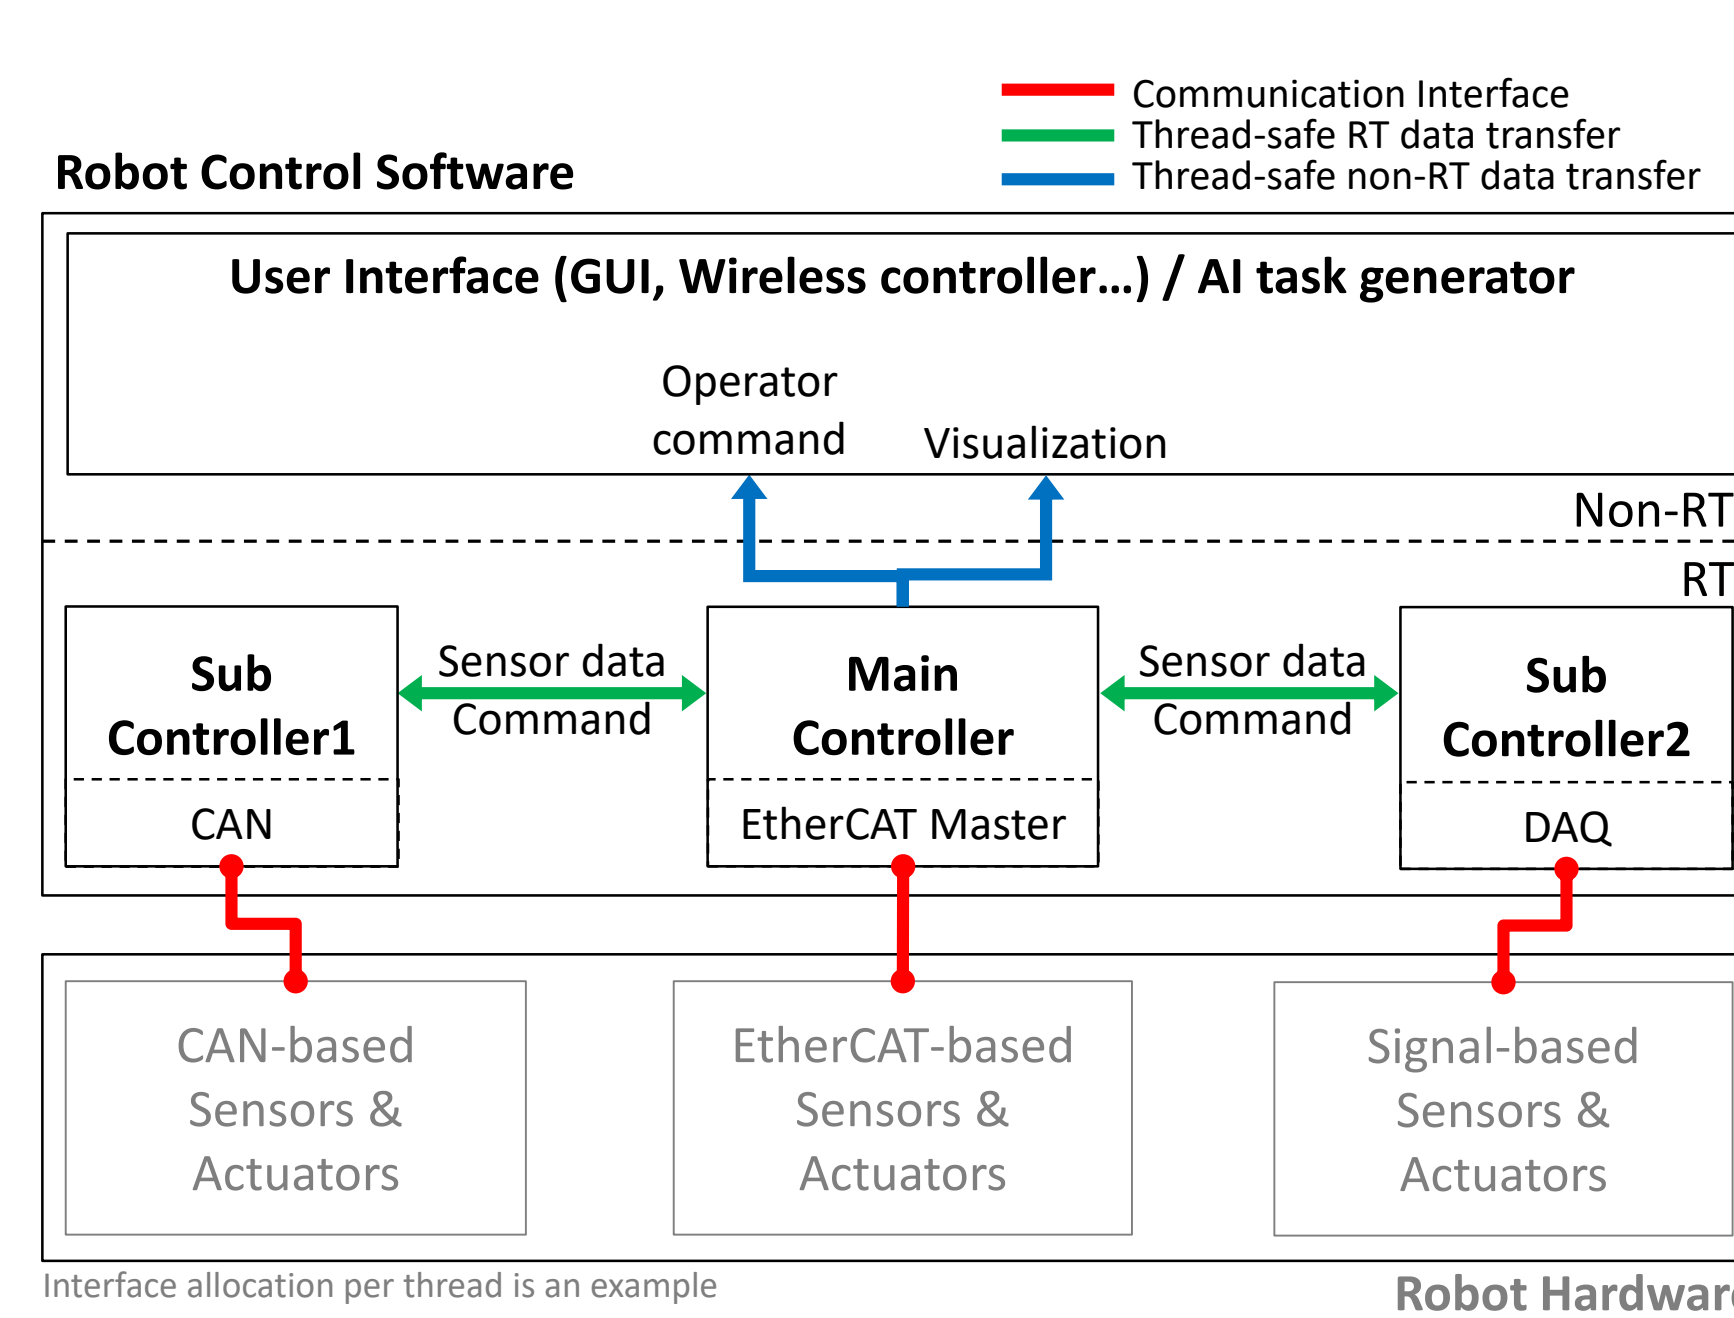 Communication Interface
Thread-safe RT data transfer
Thread-safe non-RT data transfer
Robot Control Software
User Interface (GUI, Wireless controller...) / AI task generator
Operator
command
Visualization
Non-RT
RT
Sub
Controller1
CAN
Sensor data
Command
Main
Controller
EtherCAT Master
Sensor data
Command
Sub
Controller2
DAQ
CAN-based
Sensors &
Actuators
EtherCAT-based
Sensors &
Actuators
Signal-based
Sensors &
Actuators
Interface allocation per thread is an example
Robot Hardware